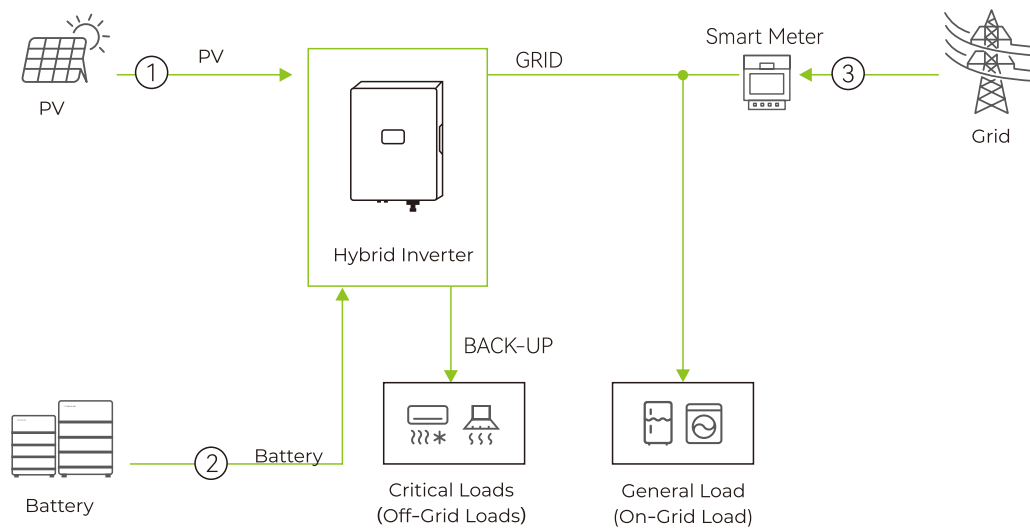 Smart Meter
PV
GRID
1
3
PV
Grid
Hybrid Inverter
BACK-UP
2
Battery
Battery
Critical Loads
(Off-Grid Loads)
General Load
(On-Grid Load)